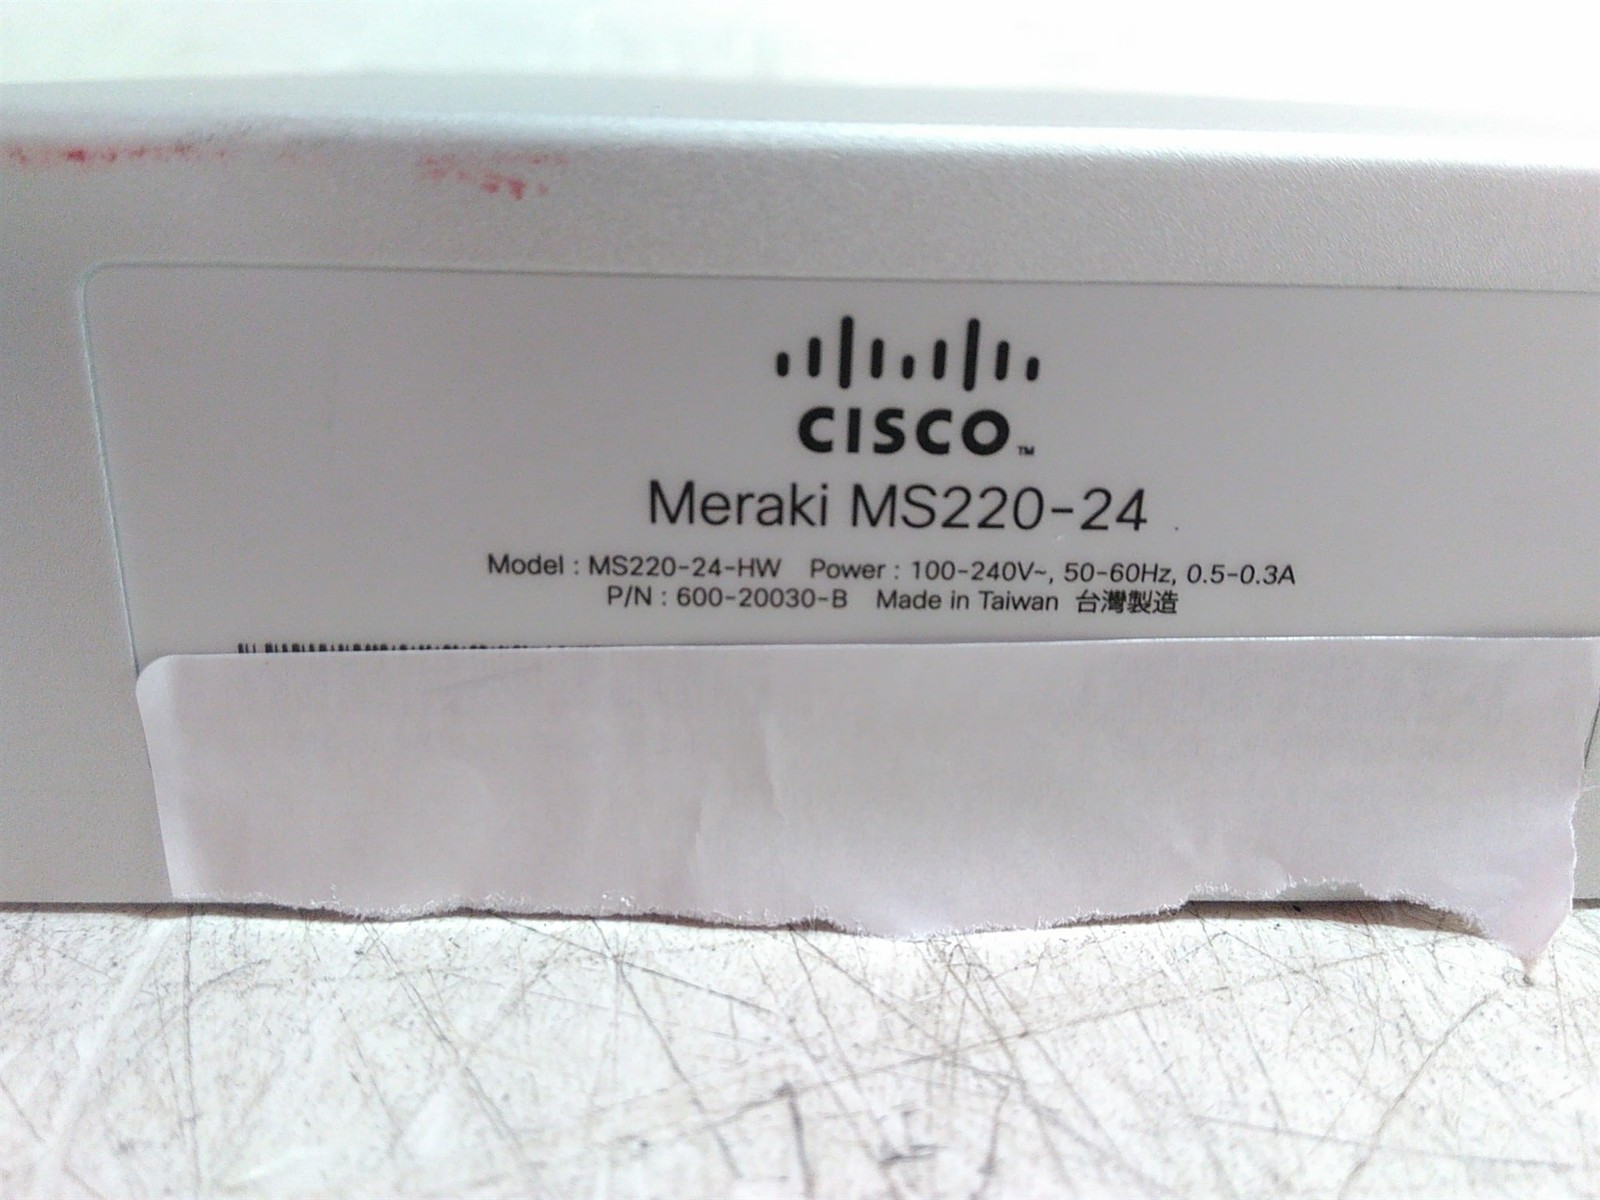 CISCO™
Meraki MS220-24
Model : MS220-24-HW Power : 100-240V~, 50-60Hz, 0.5-0.3A
P/N : 600-20030-B Made in Taiwan 台灣製造